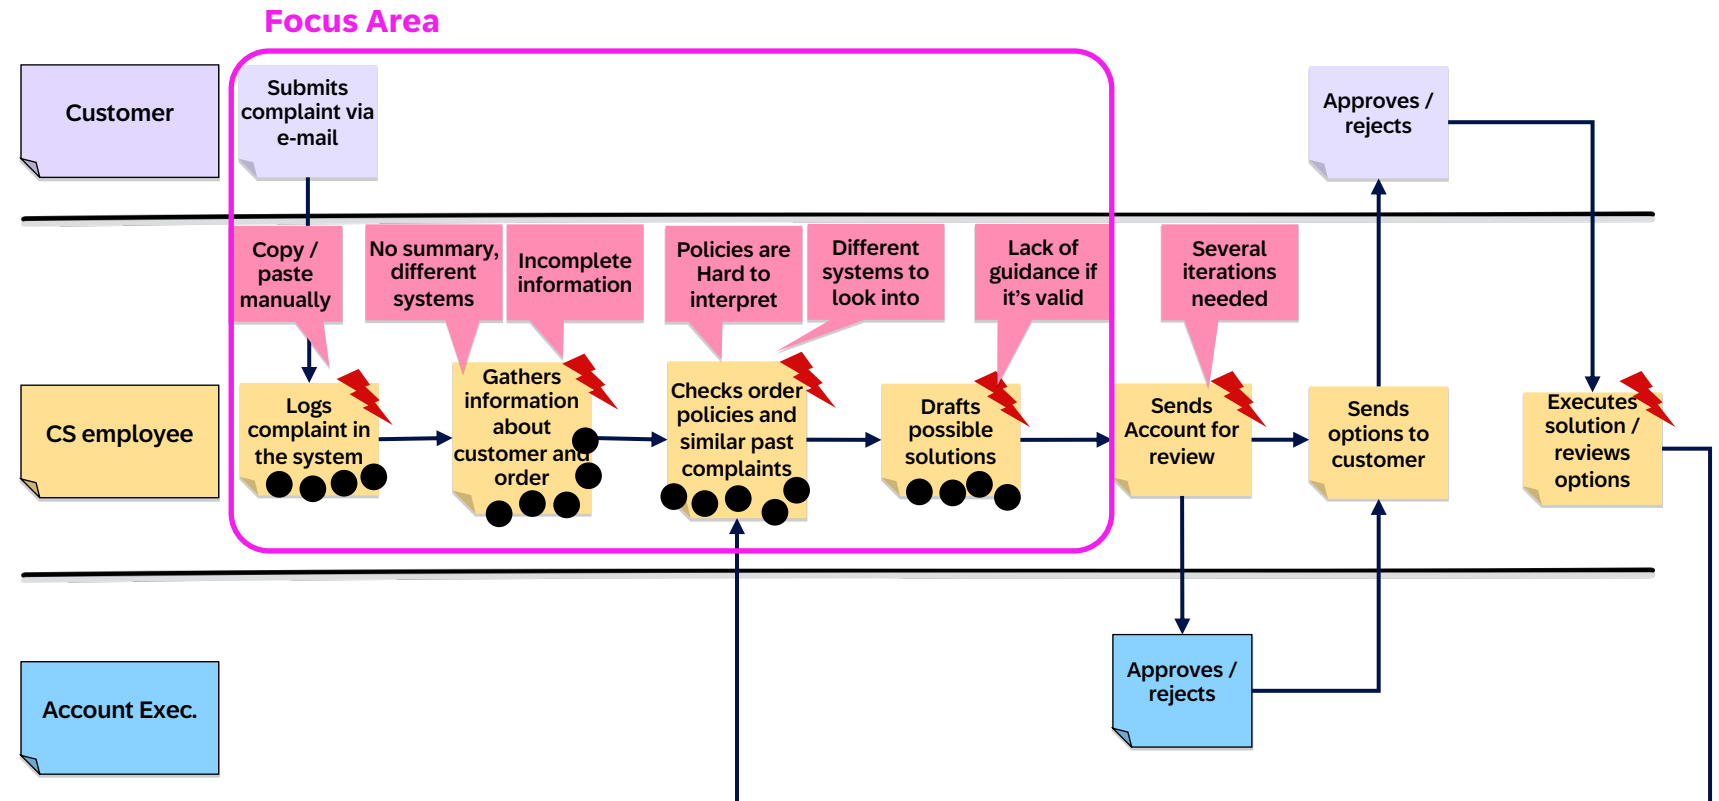 Focus Area
Customer
Submits
complaint via
e-mail
Approves /
rejects
Copy /
paste
manually
No summary,
different
systems
Incomplete
information
Policies are
Hard to
interpret
Different
systems to
look into
Lack of
guidance if
it's valid
Several
iterations
needed
CS employee
Logs
complaint in
the system
Gathers
information
about
customer and
order
Checks order
policies and
similar past
complaints
Drafts
possible
solutions
Sends
Account for
review
Sends
options to
customer
Executes
solution /
reviews
options
Account Exec.
Approves /
rejects